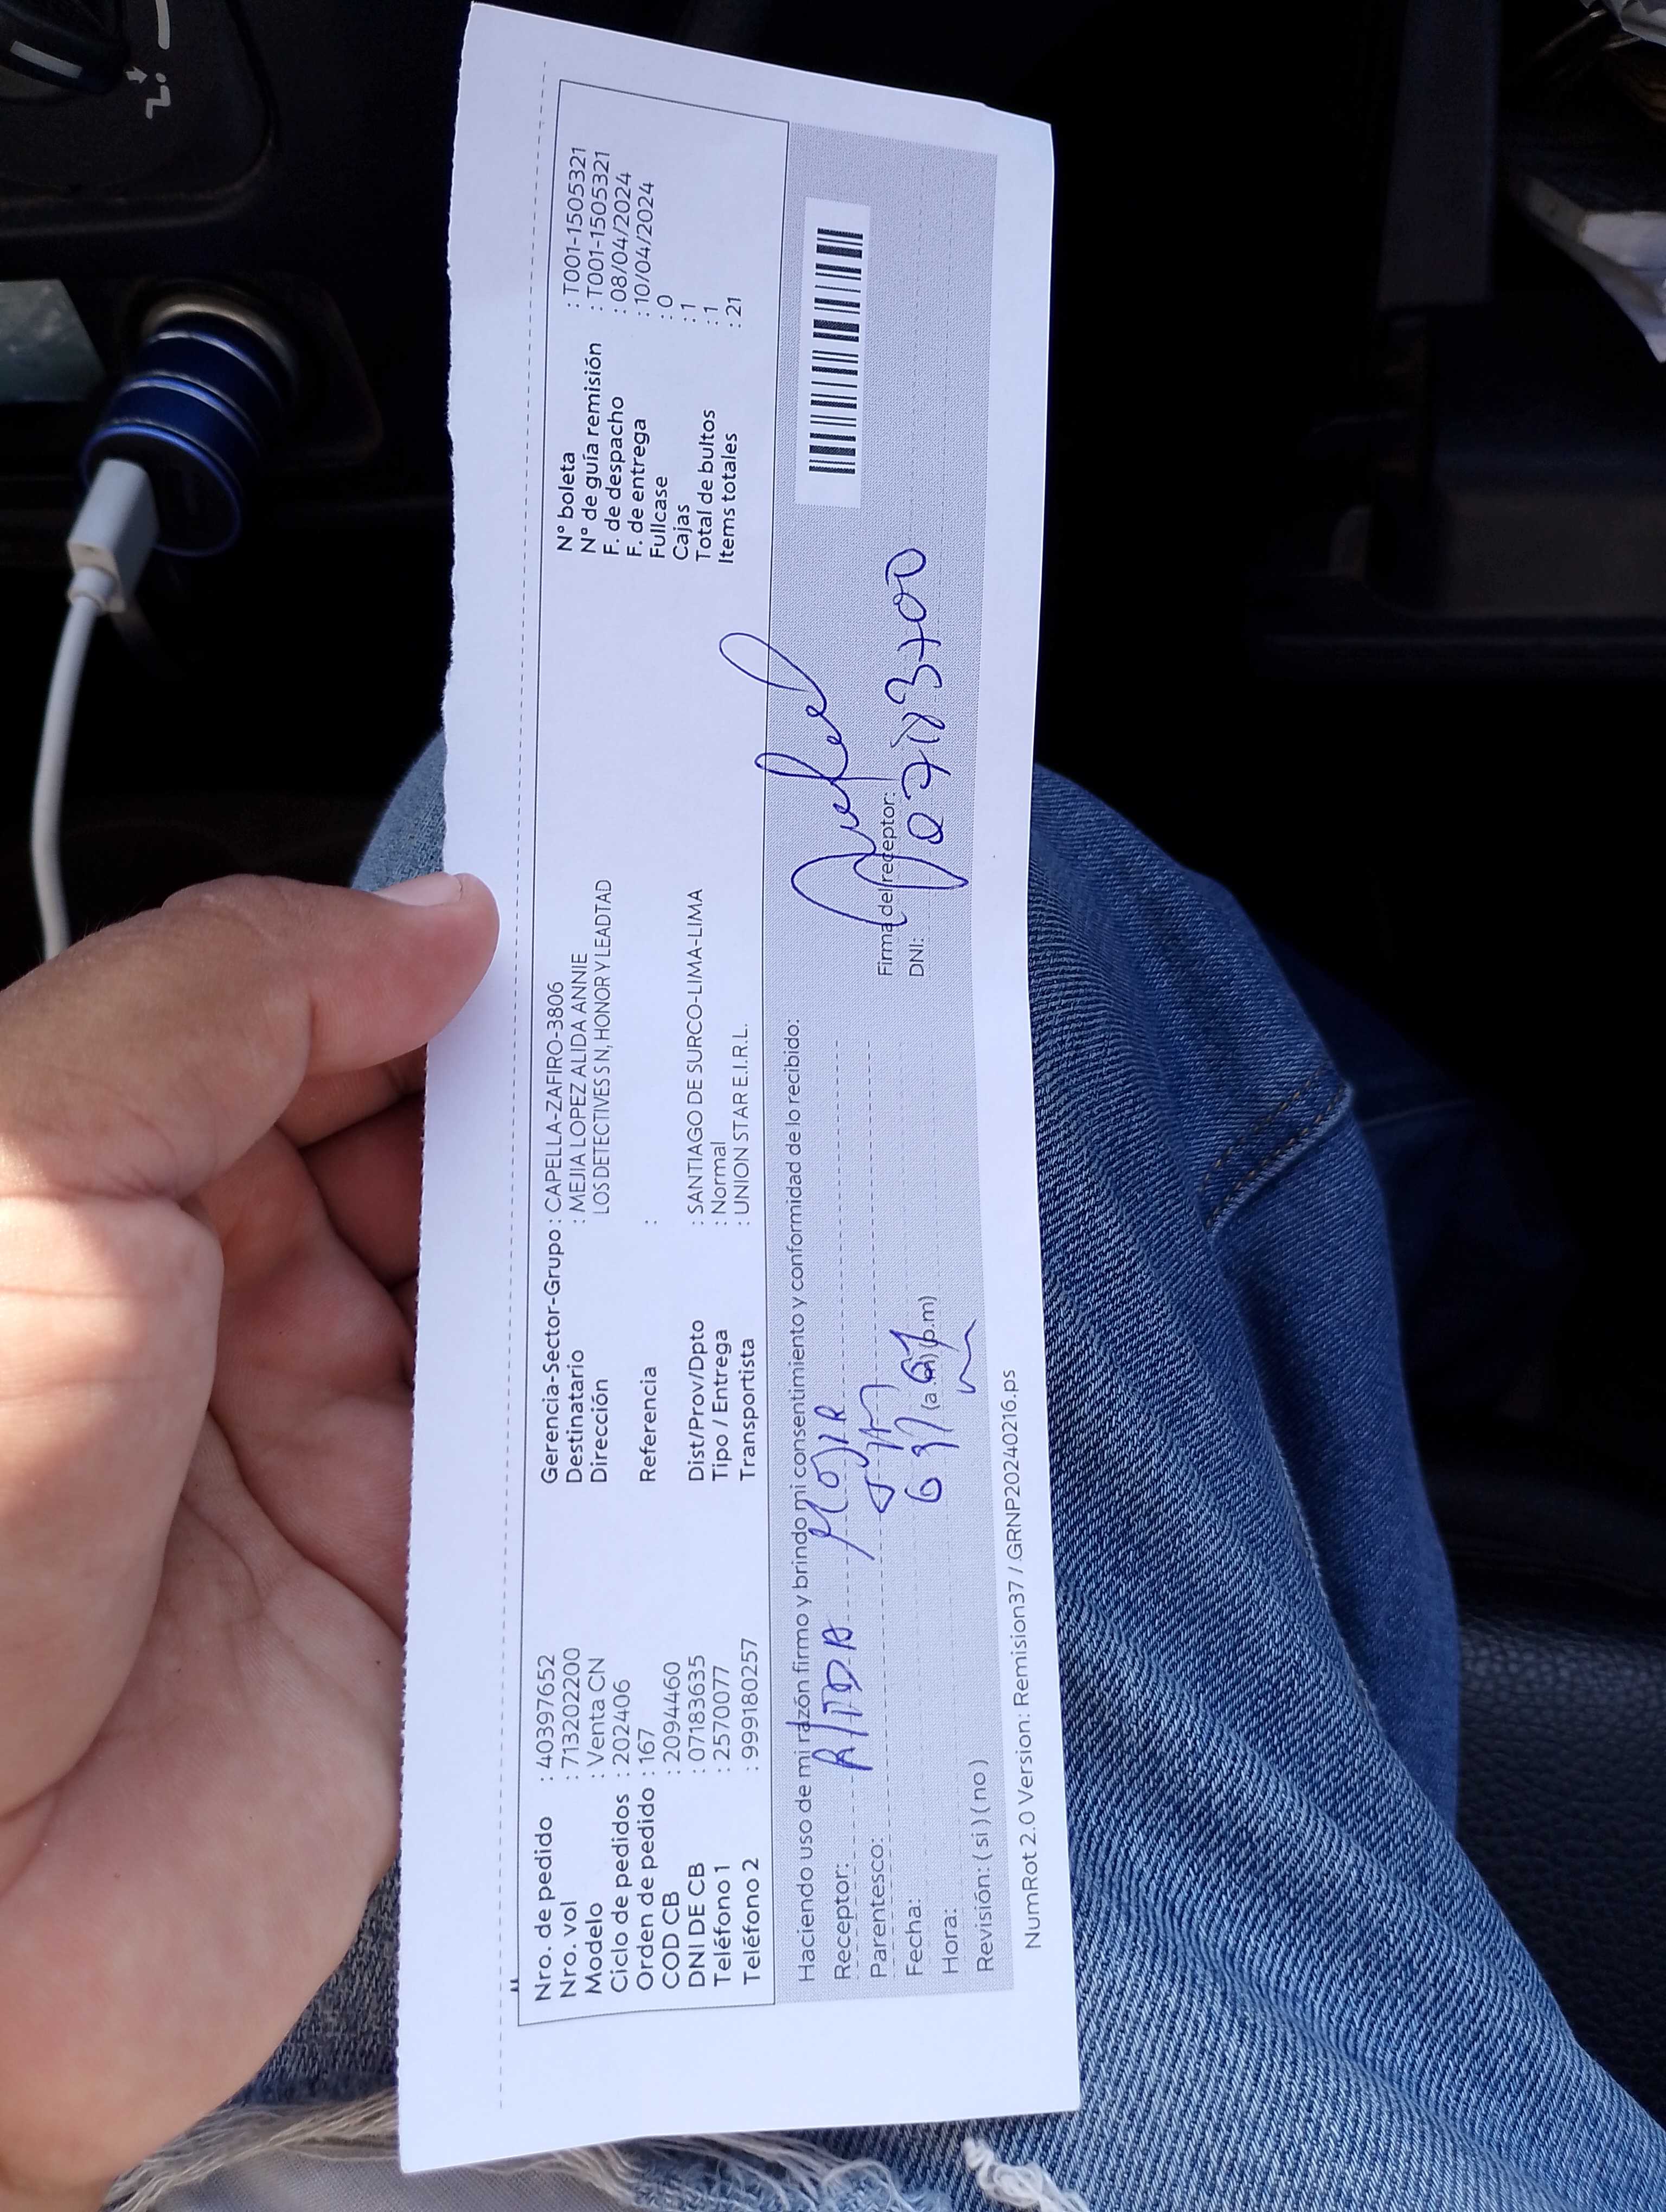 Nro. de pedido : 40397652
Nro. vol : 713202200
Modelo : Venta CN
Ciclo de pedidos : 202406
Orden de pedido : 167
COD CB : 2094460
DNI DE CB : 07183635
Teléfono 1 : 2570077
Teléfono 2 : 999180257
Gerencia-Sector-Grupo : CAPELLA-ZAFIRO-3806
Destinatario : MEJIA LOPEZ ALIDA ANNIE
Dirección LOS DETECTIVES S N, HONOR Y LEADTAD
Referencia :
Dist/Prov/Dpto : SANTIAGO DE SURCO-LIMA-LIMA
Tipo / Entrega : Normal
Transportista : UNION STAR E.I.R.L.
N° boleta : T001-1505321
N° de guía remisión : T001-1505321
F. de despacho : 08/04/2024
F. de entrega : 10/04/2024
Fullcase : 0
Cajas : 1
Total de bultos : 1
Items totales : 21
Haciendo uso de mi razón firmo y brindo mi consentimiento y conformidad de lo recibido:
Receptor: AlIDA
Parentesco:
Fecha:
Hora: (a.m) (p.m)
Revisión: ( si ) ( no )
Firma del receptor:
DNI:
NumRot 2.0 Version: Remision37 / .GRNP20240216.ps